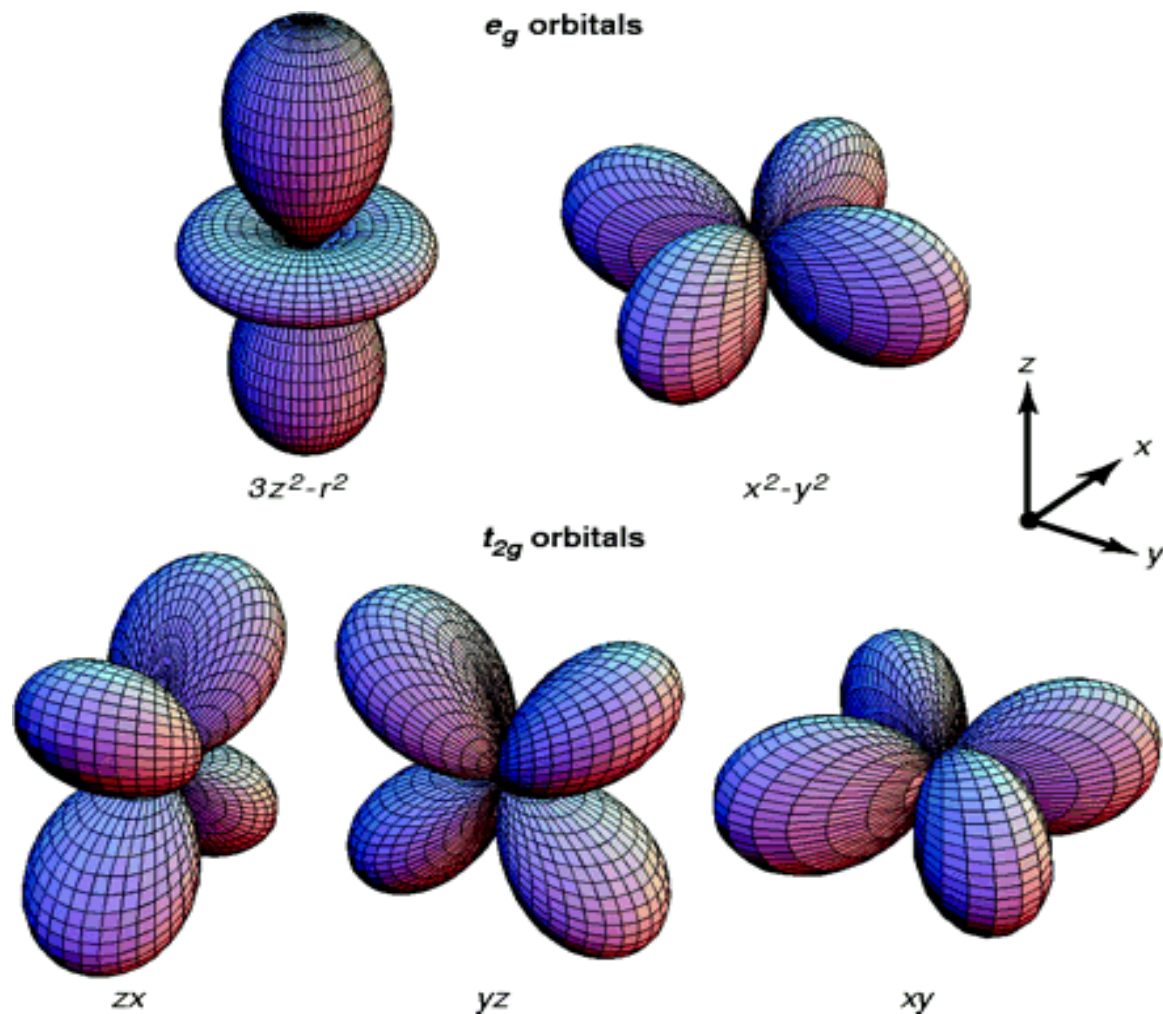 e_g orbitals
3z²-r²
x²-y²
z
x
y
t_2g orbitals
zx
yz
xy